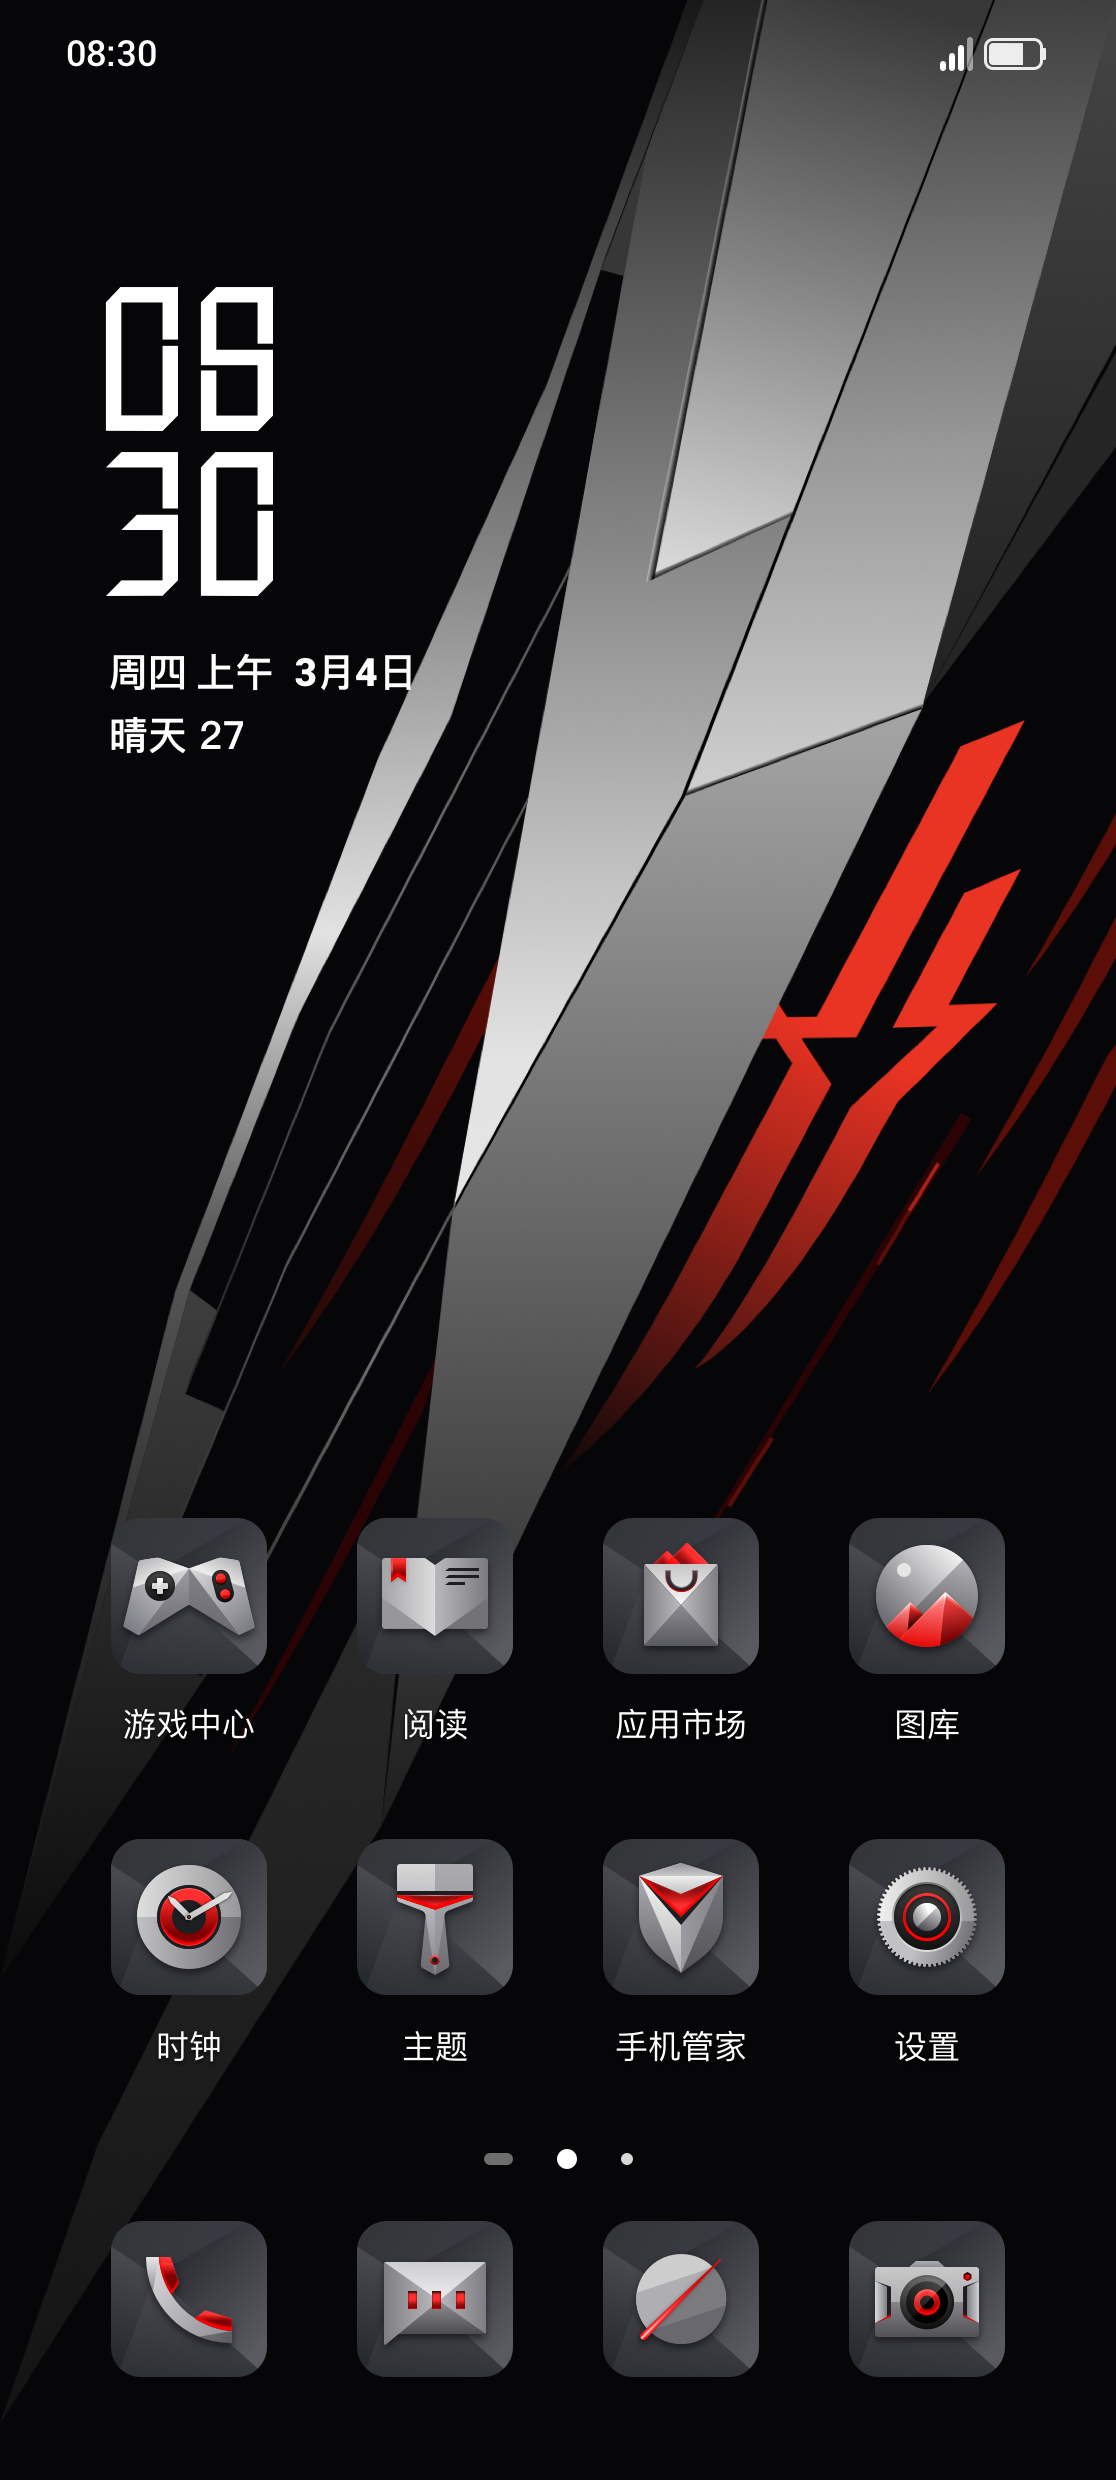 08:30
08
30
周四 上午 3月4日
晴天 27
游戏中心 阅读 应用市场 图库
时钟 主题 手机管家 设置